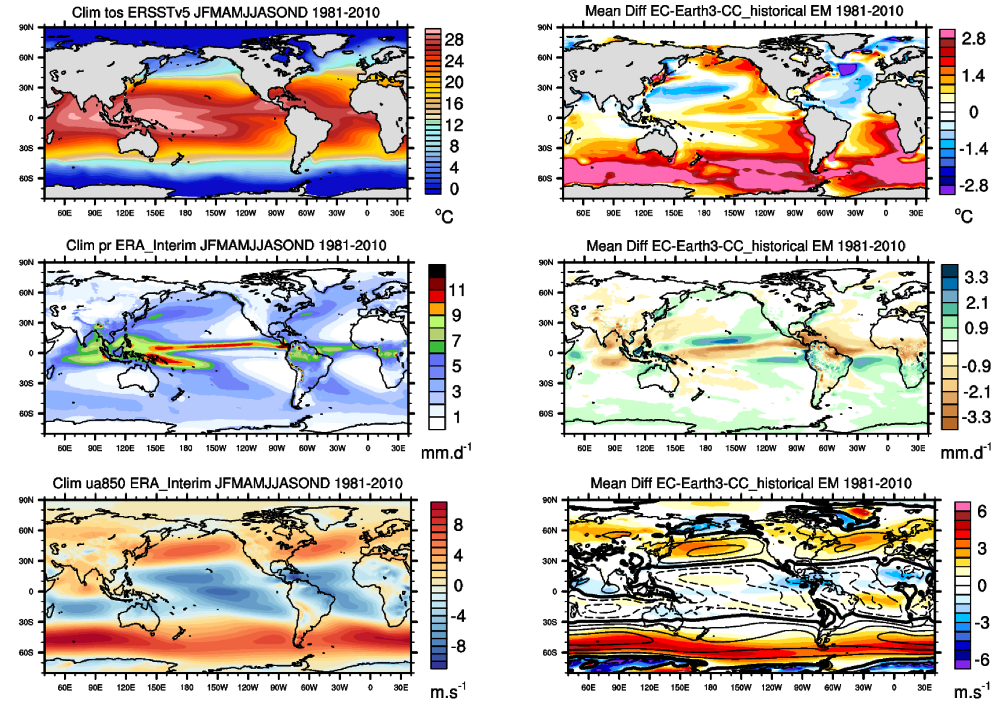 Clim tos ERSSTv5 JFMAMJJASOND 1981-2010
90N
60N
30N
0
30S
60S
60E 90E 120E 150E 180 150W 120W 90W 60W 30W 0 30E
28
24
20
16
12
8
4
0
°C
Mean Diff EC-Earth3-CC_historical EM 1981-2010
90N
60N
30N
0
30S
60S
60E 90E 120E 150E 180 150W 120W 90W 60W 30W 0 30E
2.8
1.4
0
-1.4
-2.8
°C
Clim pr ERA_Interim JFMAMJJASOND 1981-2010
90N
60N
30N
0
30S
60S
60E 90E 120E 150E 180 150W 120W 90W 60W 30W 0 30E
11
9
7
5
3
1
mm.d-1
Mean Diff EC-Earth3-CC_historical EM 1981-2010
90N
60N
30N
0
30S
60S
60E 90E 120E 150E 180 150W 120W 90W 60W 30W 0 30E
3.3
2.1
0.9
-0.9
-2.1
-3.3
mm.d-1
Clim ua850 ERA_Interim JFMAMJJASOND 1981-2010
90N
60N
30N
0
30S
60S
60E 90E 120E 150E 180 150W 120W 90W 60W 30W 0 30E
8
4
0
-4
-8
m.s-1
Mean Diff EC-Earth3-CC_historical EM 1981-2010
90N
60N
30N
0
30S
60S
60E 90E 120E 150E 180 150W 120W 90W 60W 30W 0 30E
6
3
0
-3
-6
m.s-1